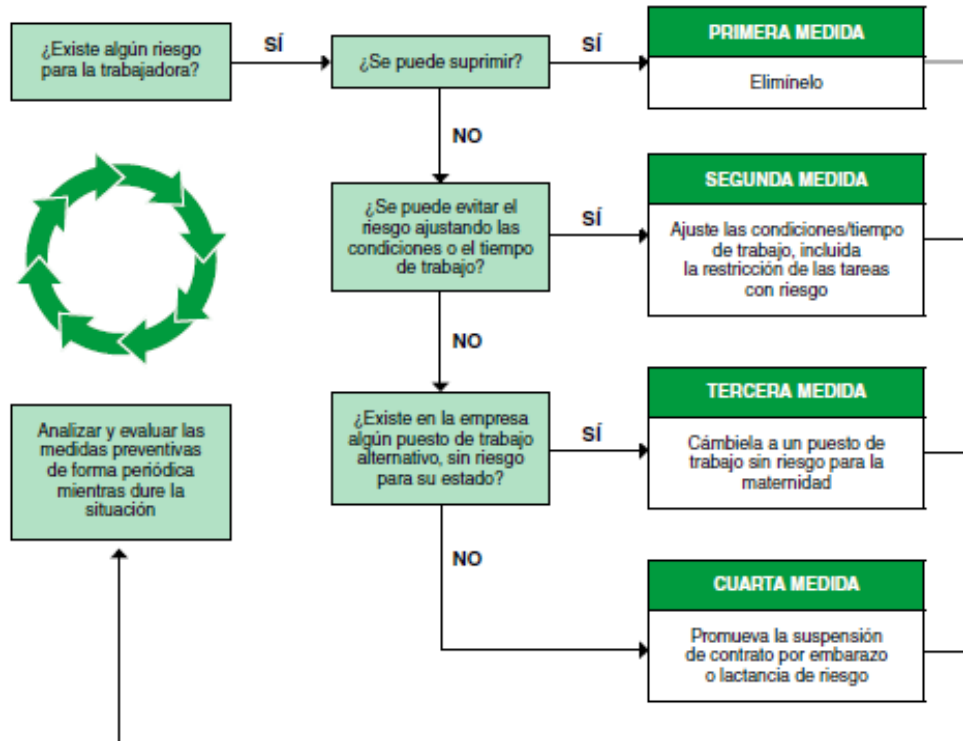 ¿Existe algún riesgo
para la trabajadora?
SÍ
¿Se puede suprimir?
SÍ
PRIMERA MEDIDA
Elimínelo
NO
¿Se puede evitar el
riesgo ajustando las
condiciones o el tiempo
de trabajo?
SÍ
SEGUNDA MEDIDA
Ajuste las condiciones/tiempo
de trabajo, incluida
la restricción de las tareas
con riesgo
NO
Analizar y evaluar las
medidas preventivas
de forma periódica
mientras dure la
situación
¿Existe en la empresa
algún puesto de trabajo
alternativo, sin riesgo
para su estado?
SÍ
TERCERA MEDIDA
Cámbiela a un puesto de
trabajo sin riesgo para la
maternidad
NO
CUARTA MEDIDA
Promueva la suspensión
de contrato por embarazo
o lactancia de riesgo